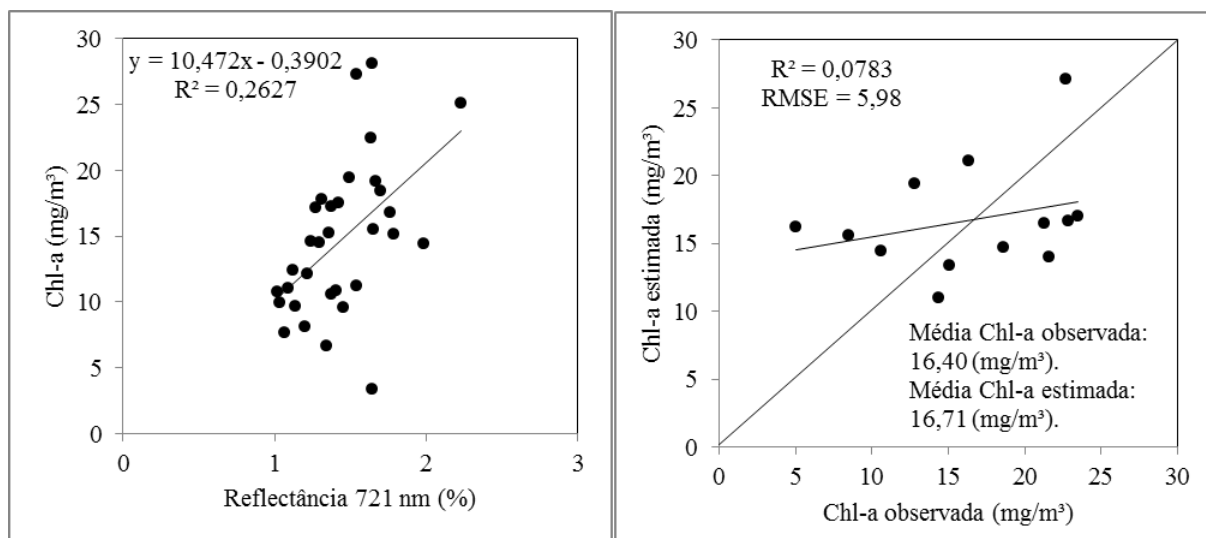 30
25
20
15
10
5
0
Chl-a (mg/m³)
y = 10,472x - 0,3902
R² = 0,2627
0
1
2
3
Reflectância 721 nm (%)
30
25
20
15
10
5
0
Chl-a estimada (mg/m³)
R² = 0,0783
RMSE = 5,98
Média Chl-a observada:
16,40 (mg/m³).
Média Chl-a estimada:
16,71 (mg/m³).
0
5
10
15
20
25
30
Chl-a observada (mg/m³)